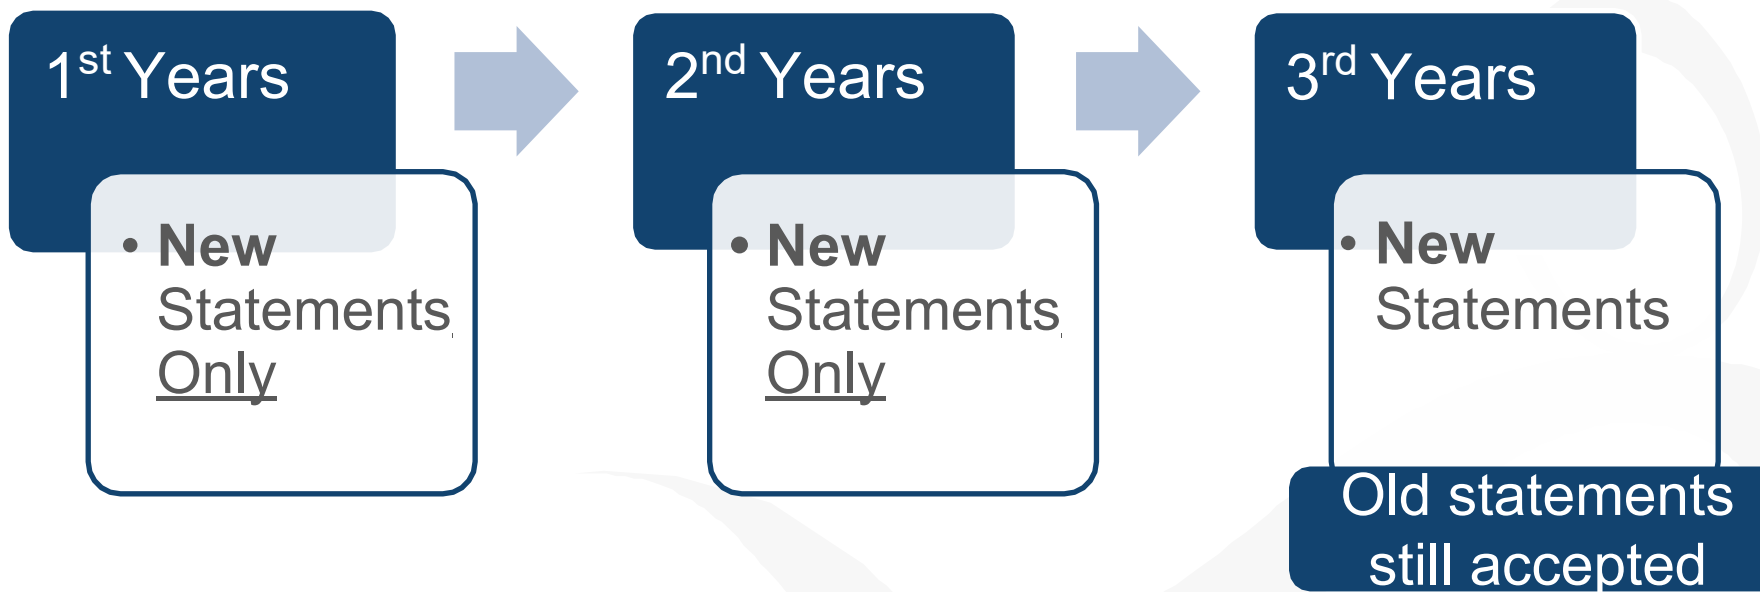 1st Years
• New
Statements
Only
2nd Years
• New
Statements
Only
3rd Years
• New
Statements
Old statements
still accepted